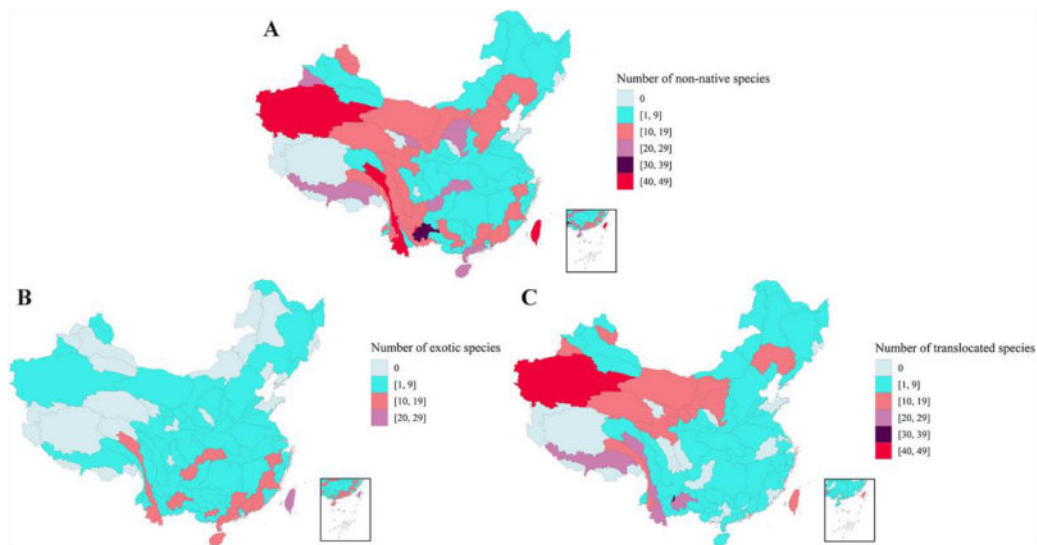 A
Number of non-native species
0
[1, 9]
[10, 19]
[20, 29]
[30, 39]
[40, 49]
B
Number of exotic species
0
[1, 9]
[10, 19]
[20, 29]
C
Number of translocated species
0
[1, 9]
[10, 19]
[20, 29]
[30, 39]
[40, 49]